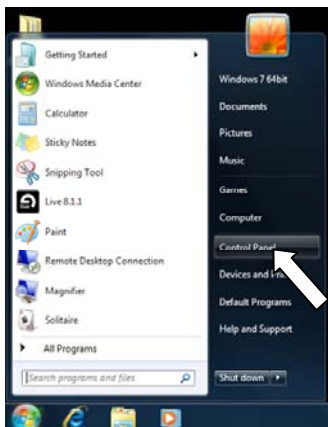 Getting Started
Windows Media Center
Calculator
Sticky Notes
Snipping Tool
Live 8.1.1
Paint
Remote Desktop Connection
Magnifier
Solitaire
All Programs
Search programs and files
Windows 7 64bit
Documents
Pictures
Music
Games
Computer
Control Panel
Devices and
Default Programs
Help and Support
Shut down